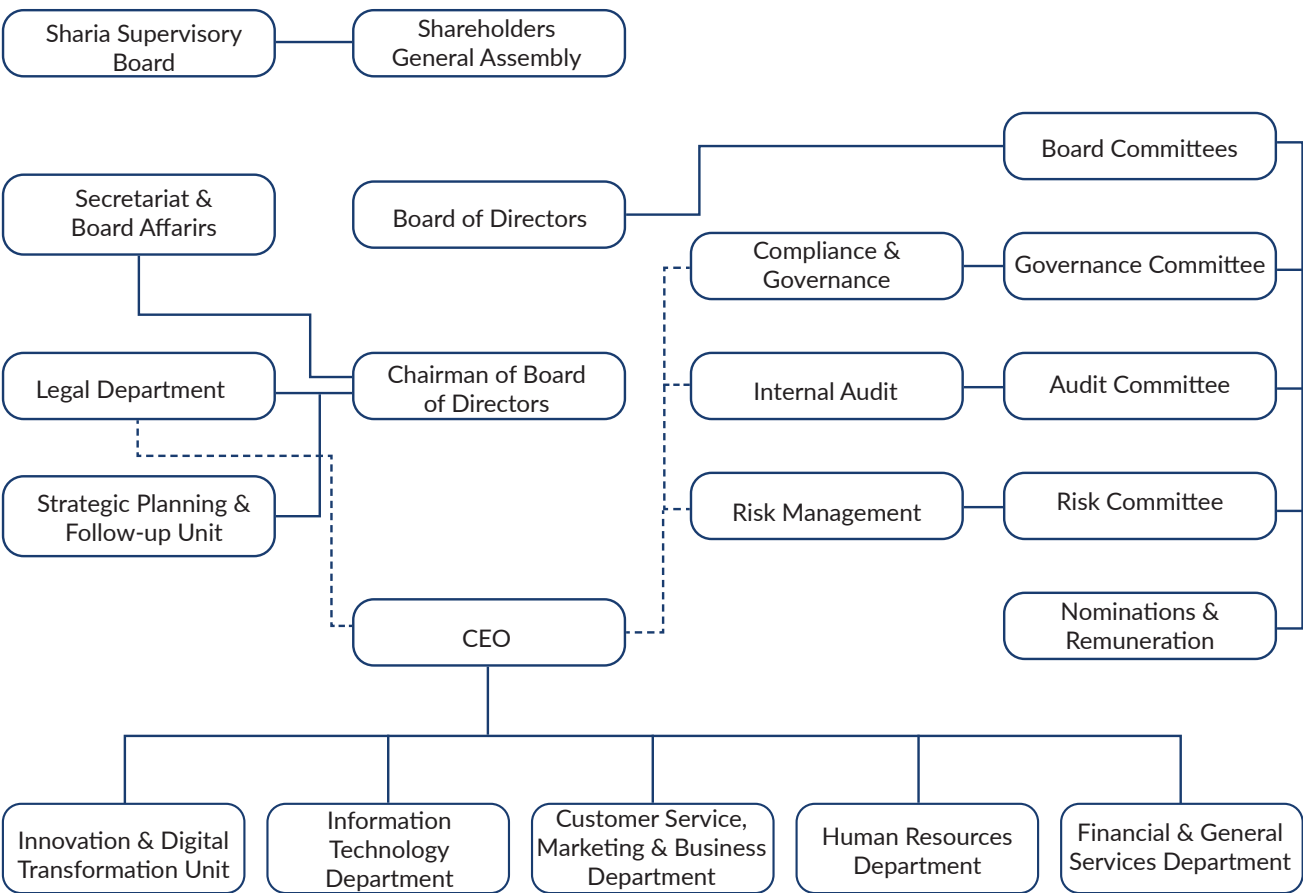 Sharia Supervisory
Board
Shareholders
General Assembly
Board Committees
Secretariat &
Board Affarirs
Board of Directors
Compliance &
Governance
Governance Committee
Legal Department
Chairman of Board
of Directors
Internal Audit
Audit Committee
Strategic Planning &
Follow-up Unit
Risk Management
Risk Committee
CEO
Nominations &
Remuneration
Innovation & Digital
Transformation Unit
Information
Technology
Department
Customer Service,
Marketing & Business
Department
Human Resources
Department
Financial & General
Services Department